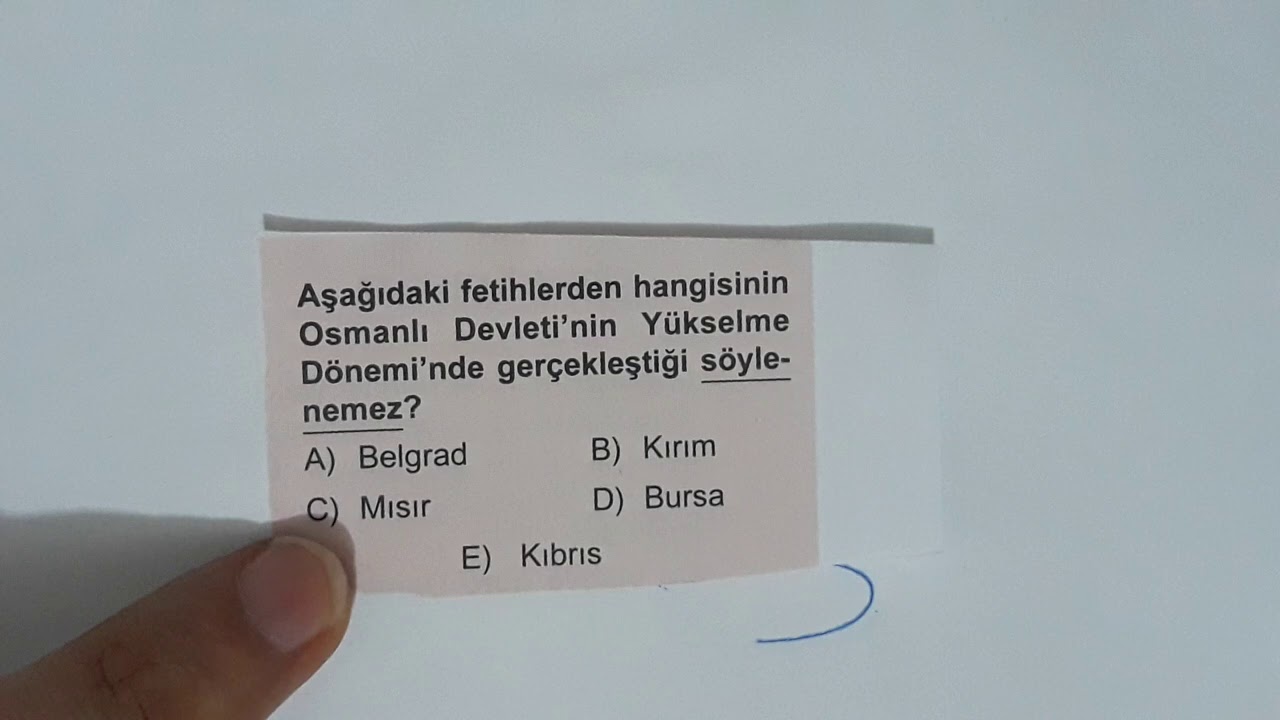 Aşağıdaki fetihlerden hangisinin
Osmanlı Devleti'nin Yükselme
Dönemi'nde gerçekleştiği söyle-
nemez?
A) Belgrad B) Kırım
C) Mısır D) Bursa
E) Kıbrıs